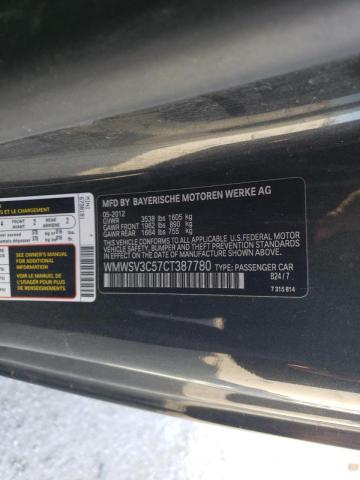 ET LE CHARGEMENT
SEE OWNER'S MANUAL
FOR ADDITIONAL
INFORMATION
VOIR LE MANUEL DE
L'USAGER POUR PLUS DE
RENSEIGNEMENTS
MFD BY BAYERISCHE MOTOREN WERKE AG
05-2012
GVWR 3538 lbs 1605 kg
GAWR FRONT 1962 lbs 890 kg
GAWR REAR 1664 lbs 755 kg
THIS VEHICLE CONFORMS TO ALL APPLICABLE U.S.FEDERAL MOTOR
VEHICLE SAFETY, BUMPER AND THEFT PREVENTION STANDARDS
IN EFFECT ON THE DATE OF MANUFACTURE SHOWN ABOVE.
WMWSV3C57CT387780 TYPE: PASSENGER CAR
824/7
7 315 814